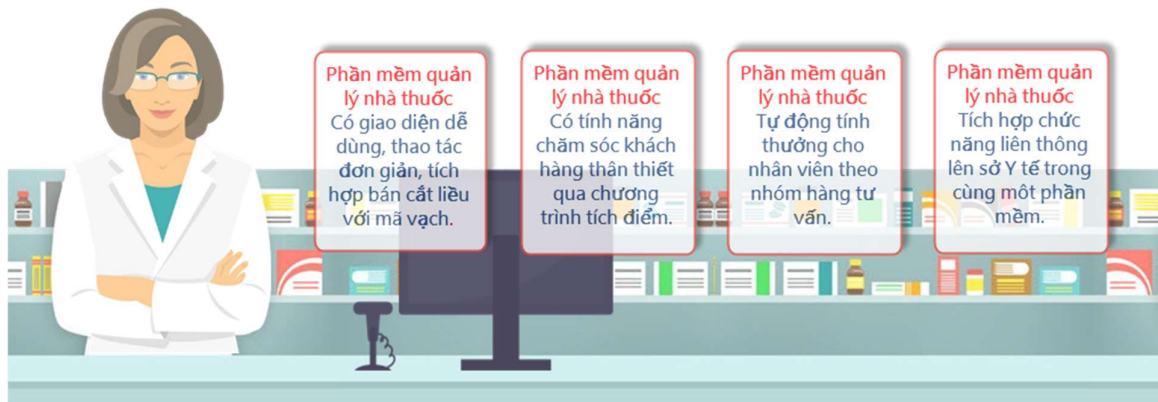 Phần mềm quản
lý nhà thuốc
Có giao diện dễ
dùng, thao tác
đơn giản, tích
hợp bán cắt liều
với mã vạch.
Phần mềm quản
lý nhà thuốc
Có tính năng
chăm sóc khách
hàng thân thiết
qua chương
trình tích điểm.
Phần mềm quản
lý nhà thuốc
Tự động tính
thưởng cho
nhân viên theo
nhóm hàng tư
vấn.
Phần mềm quản
lý nhà thuốc
Tích hợp chức
năng liên thông
lên sở Y tế trong
cùng một phần
mềm.